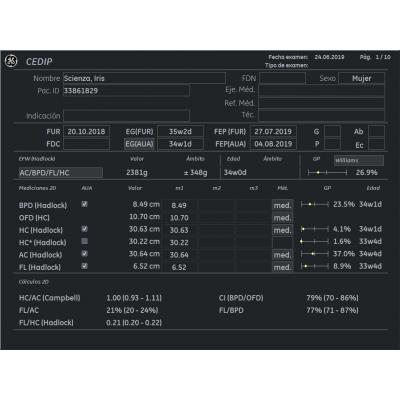 CEDIP Fecha examen: 24.06.2019 Pág. 1 / 10
Tipo de examen:
Nombre Scienza, Iris FDN Sexo Mujer
Pac. ID 33861829 Eje. Méd.
Ref. Méd.
Indicación Téc.
FUR 20.10.2018 EG(FUR) 35w2d FEP (FUR) 27.07.2019 G Ab
FDC EG(AUA) 34w1d FEP(AUA) 04.08.2019 P Ec
EFW (Hadlock) Valor Ámbito Edad Ámbito GP Williams
AC/BPD/FL/HC 2381g ± 348g 34w0d 26.9%
Mediciones 2D AUA Valor cm m1 m2 m3 Mét. GP Edad
BPD (Hadlock) 8.49 cm 8.49 med. 23.5% 34w1d
OFD (HC) 10.70 cm 10.70 med.
HC (Hadlock) 30.63 cm 30.63 med. 4.1% 34w1d
HC* (Hadlock) 30.22 cm 30.22 1.6% 33w4d
AC (Hadlock) 30.64 cm 30.64 med. 37.0% 34w4d
FL (Hadlock) 6.52 cm 6.52 med. 8.9% 33w4d
Cálculos 2D
HC/AC (Campbell) 1.00 (0.93 - 1.11) CI (BPD/OFD) 79% (70 - 86%)
FL/AC 21% (20 - 24%) FL/BPD 77% (71 - 87%)
FL/HC (Hadlock) 0.21 (0.20 - 0.22)